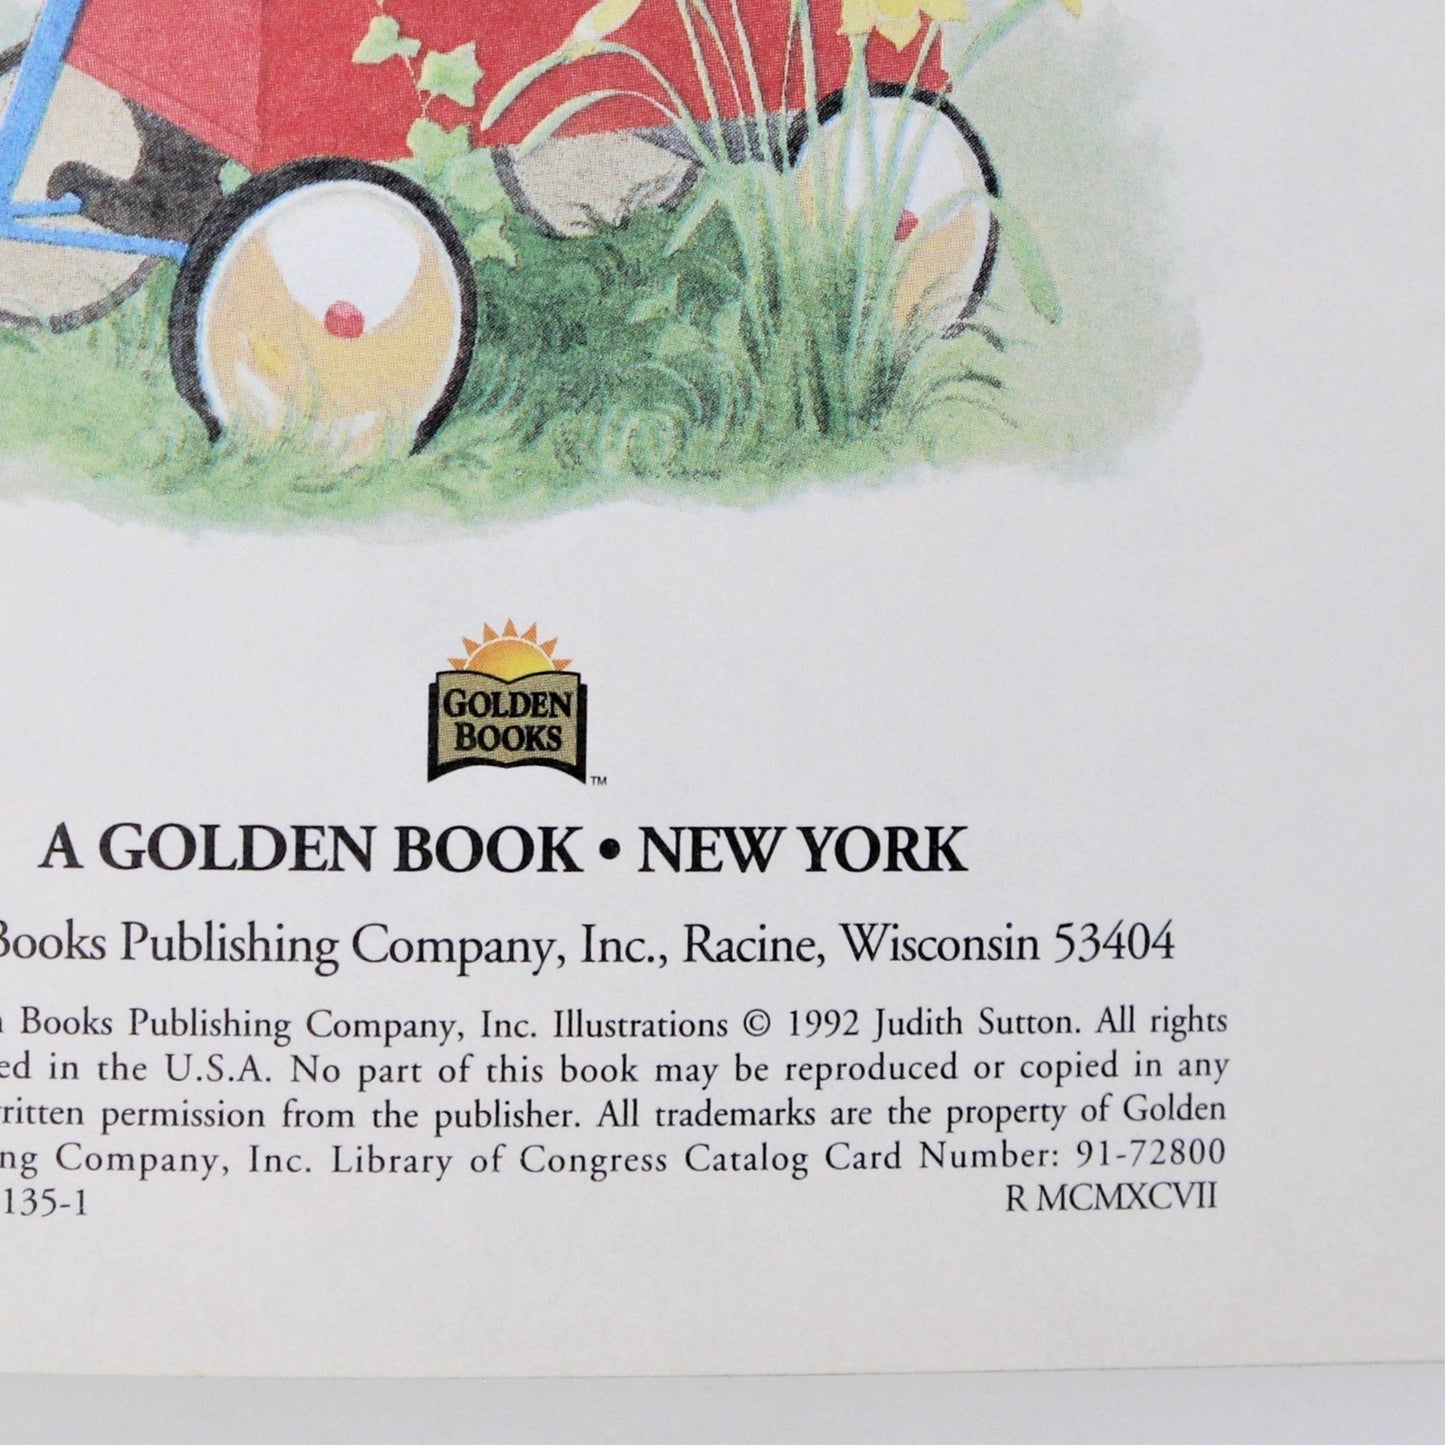 GOLDEN
BOOKS
™
A GOLDEN BOOK • NEW YORK
Books Publishing Company, Inc., Racine, Wisconsin 53404
Books Publishing Company, Inc. Illustrations © 1992 Judith Sutton. All rights
ed in the U.S.A. No part of this book may be reproduced or copied in any
ritten permission from the publisher. All trademarks are the property of Golden
ng Company, Inc. Library of Congress Catalog Card Number: 91-72800
135-1 R MCMXCVII